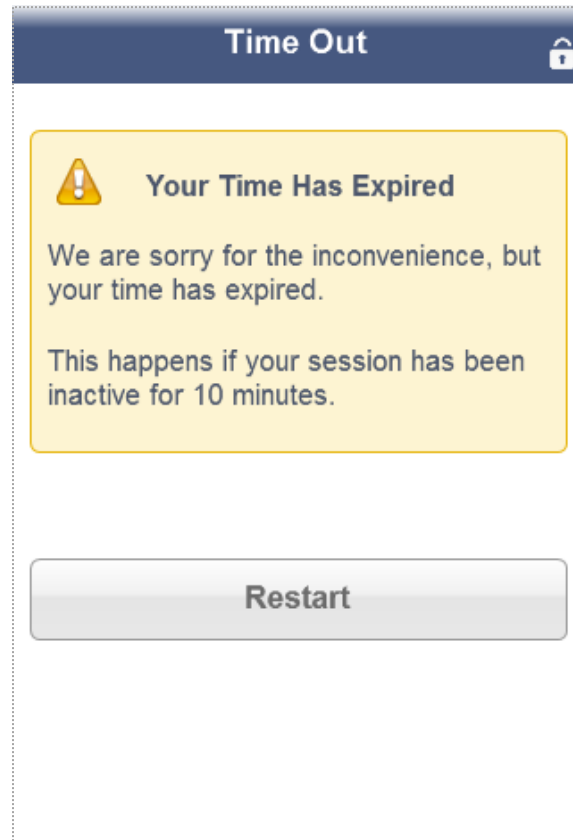 Time Out
Your Time Has Expired
We are sorry for the inconvenience, but
your time has expired.
This happens if your session has been
inactive for 10 minutes.
Restart